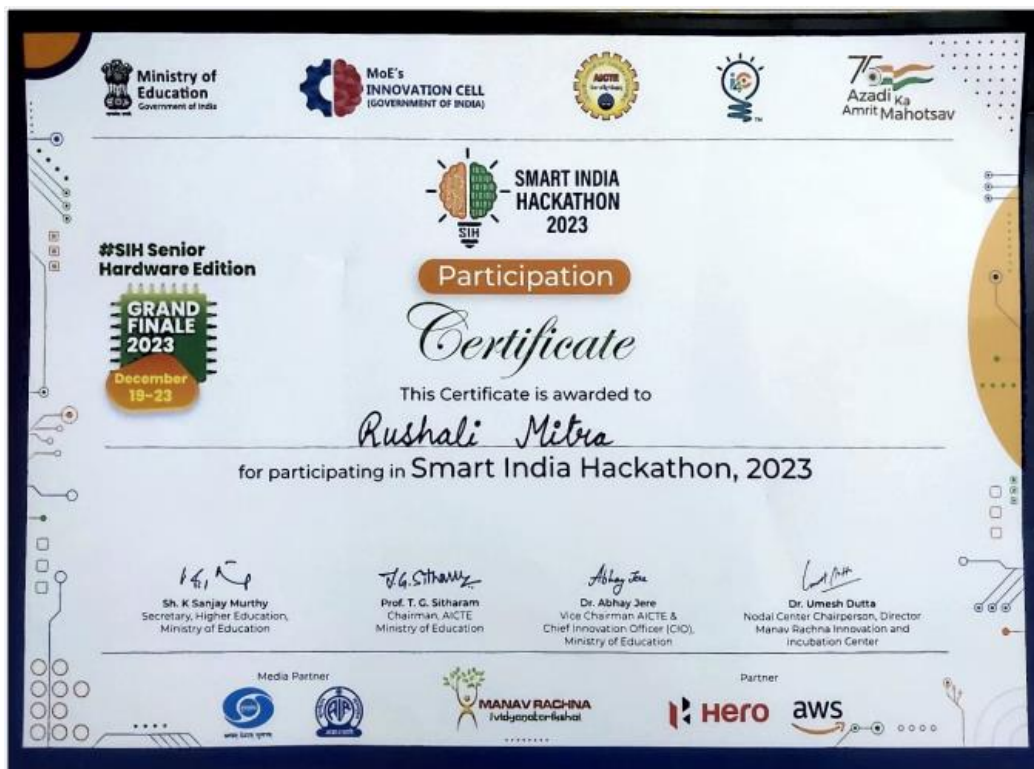 Ministry of
Education
Government of India
MoE's
INNOVATION CELL
(GOVERNMENT OF INDIA)
AICTE
75
Azadi Ka
Amrit Mahotsav
SMART INDIA
HACKATHON
2023
SIH
#SIH Senior
Hardware Edition
GRAND
FINALE
2023
December
19-23
Participation
Certificate
This Certificate is awarded to
Rushali Mitra
for participating in Smart India Hackathon, 2023
Sh. K Sanjay Murthy
Secretary, Higher Education,
Ministry of Education
T.G. Sitharam
Prof. T. G. Sitharam
Chairman, AICTE
Ministry of Education
Abhay Jere
Dr. Abhay Jere
Vice Chairman AICTE &
Chief Innovation Officer (CIO),
Ministry of Education
Dr. Umesh Dutta
Nodal Center Chairperson, Director
Manav Rachna Innovation and
Incubation Center
Media Partner
MANAV RACHNA
Partner
Hero
aws